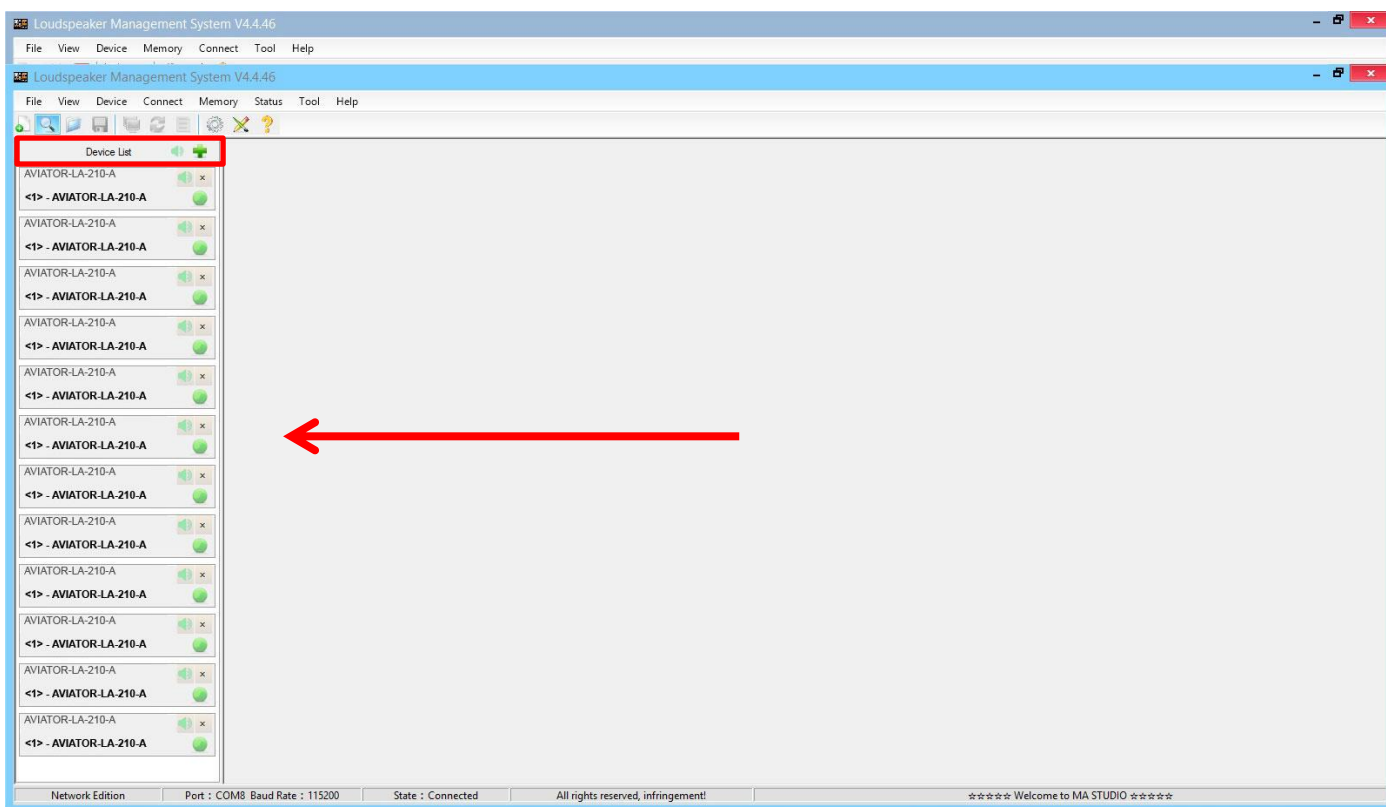 Loudspeaker Management System V4.4.46
File View Device Memory Connect Tool Help
Loudspeaker Management System V4.4.46
File View Device Connect Memory Status Tool Help
Device List
AVIATOR-LA-210-A
<1> - AVIATOR-LA-210-A
AVIATOR-LA-210-A
<1> - AVIATOR-LA-210-A
AVIATOR-LA-210-A
<1> - AVIATOR-LA-210-A
AVIATOR-LA-210-A
<1> - AVIATOR-LA-210-A
AVIATOR-LA-210-A
<1> - AVIATOR-LA-210-A
AVIATOR-LA-210-A
<1> - AVIATOR-LA-210-A
AVIATOR-LA-210-A
<1> - AVIATOR-LA-210-A
AVIATOR-LA-210-A
<1> - AVIATOR-LA-210-A
AVIATOR-LA-210-A
<1> - AVIATOR-LA-210-A
AVIATOR-LA-210-A
<1> - AVIATOR-LA-210-A
AVIATOR-LA-210-A
<1> - AVIATOR-LA-210-A
AVIATOR-LA-210-A
<1> - AVIATOR-LA-210-A
Network Edition Port : COM8 Baud Rate : 115200 State : Connected All rights reserved, infringement! ☆☆☆☆☆ Welcome to MA STUDIO ☆☆☆☆☆